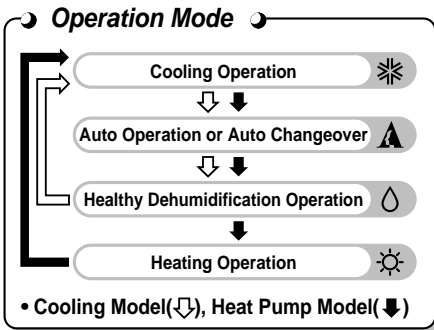 Operation Mode
Cooling Operation
Auto Operation or Auto Changeover
Healthy Dehumidification Operation
Heating Operation
• Cooling Model(⇩), Heat Pump Model(⬇)